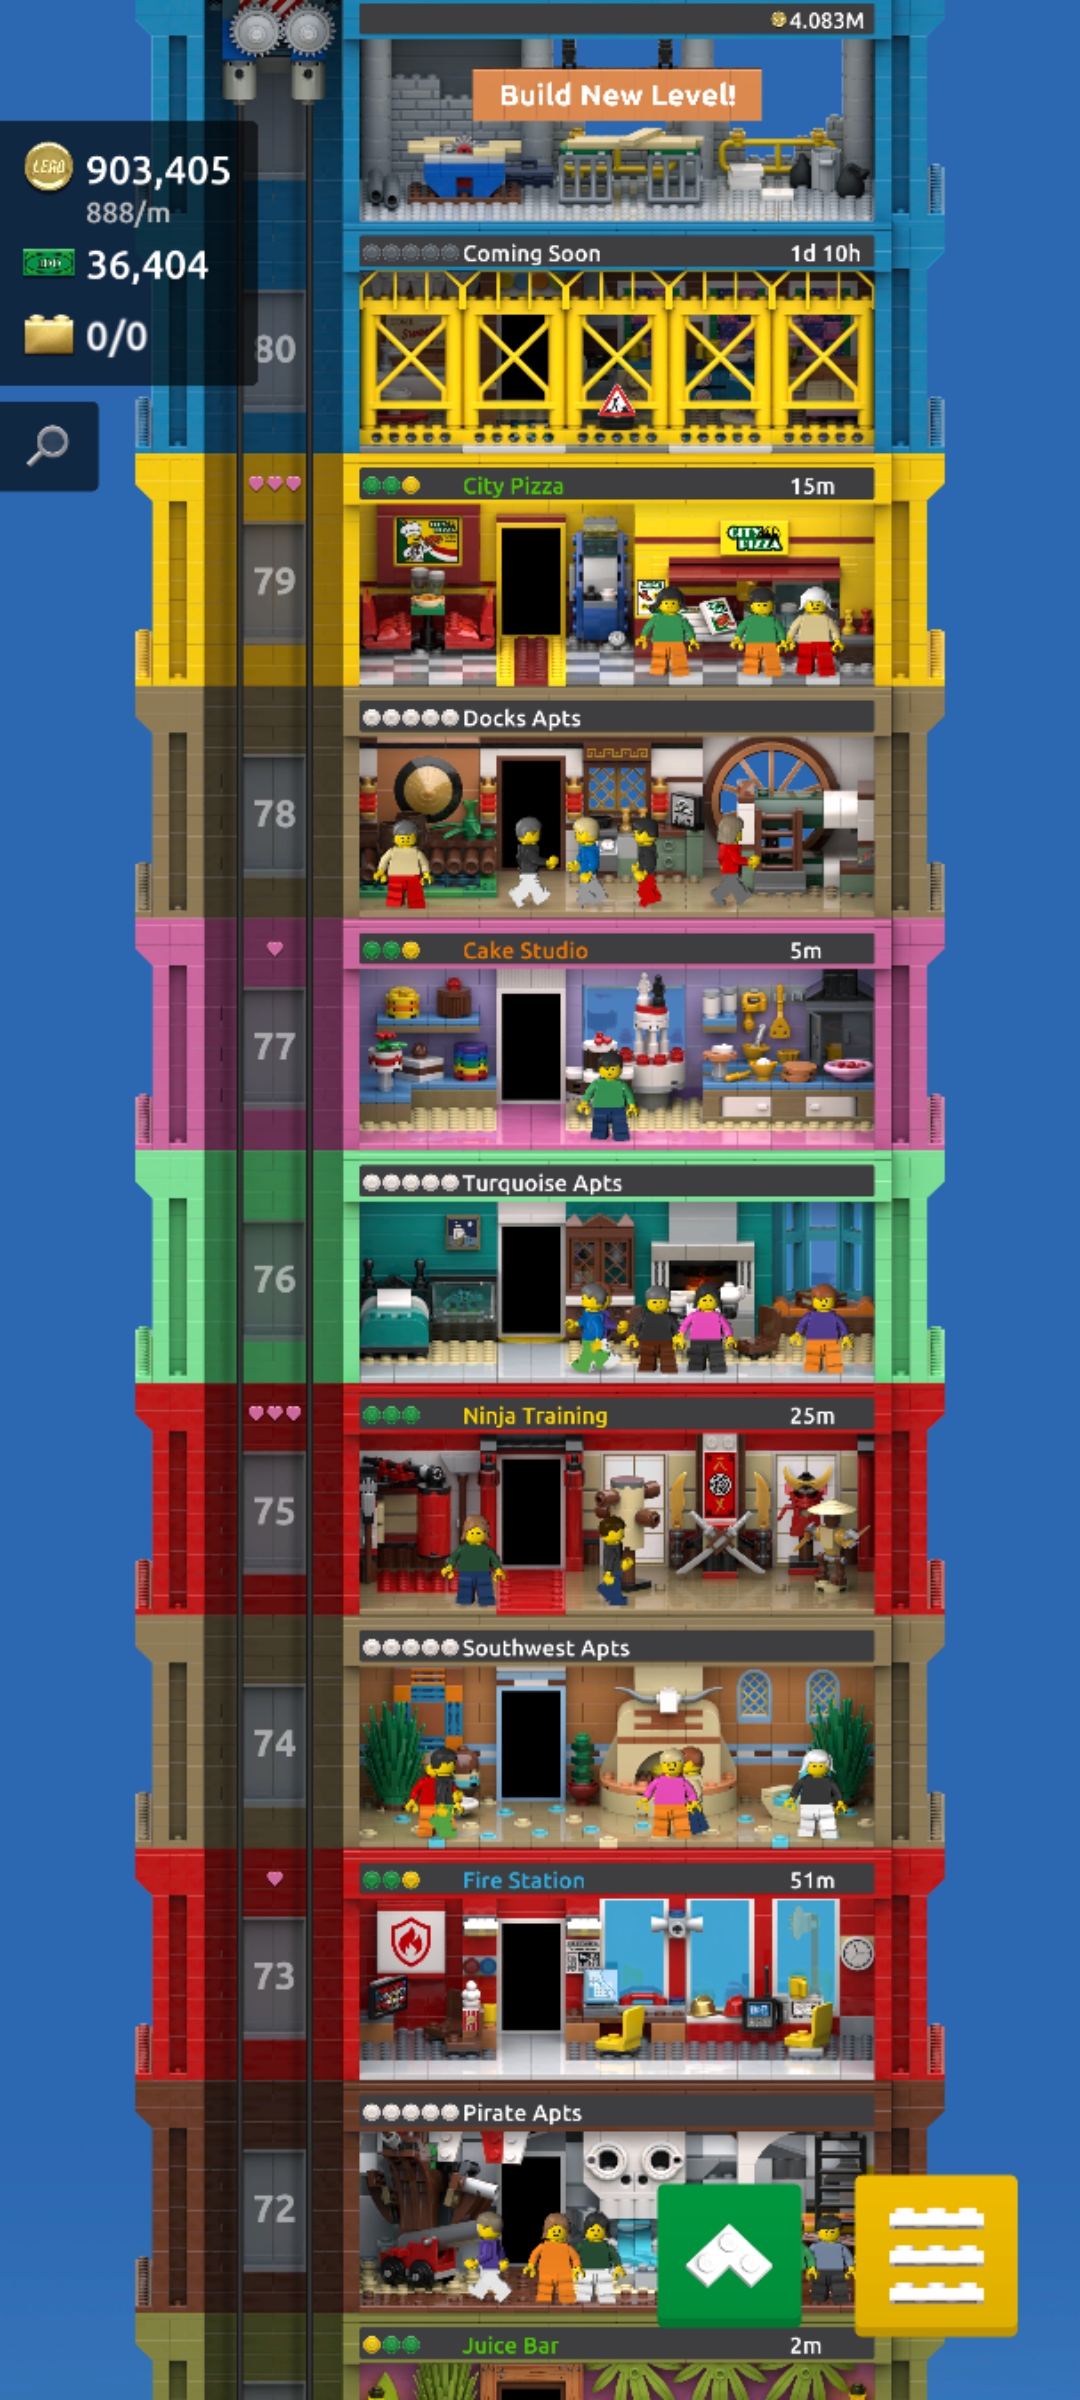 4.083M
Build New Level!
903,405
888/m
36,404
0/0
Coming Soon 1d 10h
80
City Pizza 15m
CITY PIZZA
79
Docks Apts
78
Cake Studio 5m
77
Turquoise Apts
76
Ninja Training 25m
75
Southwest Apts
74
Fire Station 51m
73
Pirate Apts
72
Juice Bar 2m